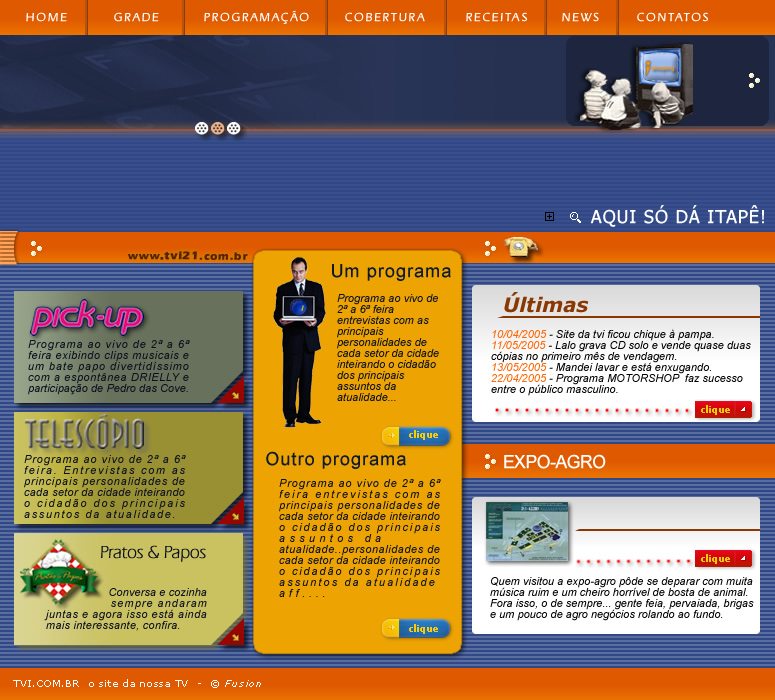 HOME GRADE PROGRAMAÇÃO COBERTURA RECEITAS NEWS CONTATOS
AQUI SÓ DÁ ITAPÊ!
www.tvi21.com.br
pick-up
Programa ao vivo de 2ª a 6ª
feira exibindo clips musicais e
um bate papo divertidíssimo
com a espontânea DRIELLY e
participação de Pedro das Cove.
TELESCÓPIO
Programa ao vivo de 2ª a 6ª
feira. Entrevistas com as
principais personalidades de
cada setor da cidade inteirando
o cidadão dos principais
assuntos da atualidade.
Pratos & Papos
Pratos & Papos
Conversa e cozinha
sempre andaram
juntas e agora isso está ainda
mais interessante, confira.
Um programa
Programa ao vivo de
2ª a 6ª feira
entrevistas com as
principais
personalidades de
cada setor da cidade
inteirando o cidadão
dos principais
assuntos da
atualidade...
clique
Outro programa
Programa ao vivo de 2ª a 6ª
feira entrevistas com as
principais personalidades de
cada setor da cidade inteirando
o cidadão dos principais
assuntos da
atualidade..personalidades de
cada setor da cidade inteirando
o cidadão dos principais
assuntos da atualidade
aff....
clique
Últimas
10/04/2005 - Site da tvi ficou chique à pampa.
11/05/2005 - Lalo grava CD solo e vende quase duas
cópias no primeiro mês de vendagem.
13/05/2005 - Mandei lavar e está enxugando.
22/04/2005 - Programa MOTORSHOP faz sucesso
entre o público masculino.
clique
EXPO-AGRO
clique
Quem visitou a expo-agro pôde se deparar com muita
música ruim e um cheiro horrível de bosta de animal.
Fora isso, o de sempre... gente feia, pervaiada, brigas
e um pouco de agro negócios rolando ao fundo.
TVI.COM.BR o site da nossa TV - © Fusion